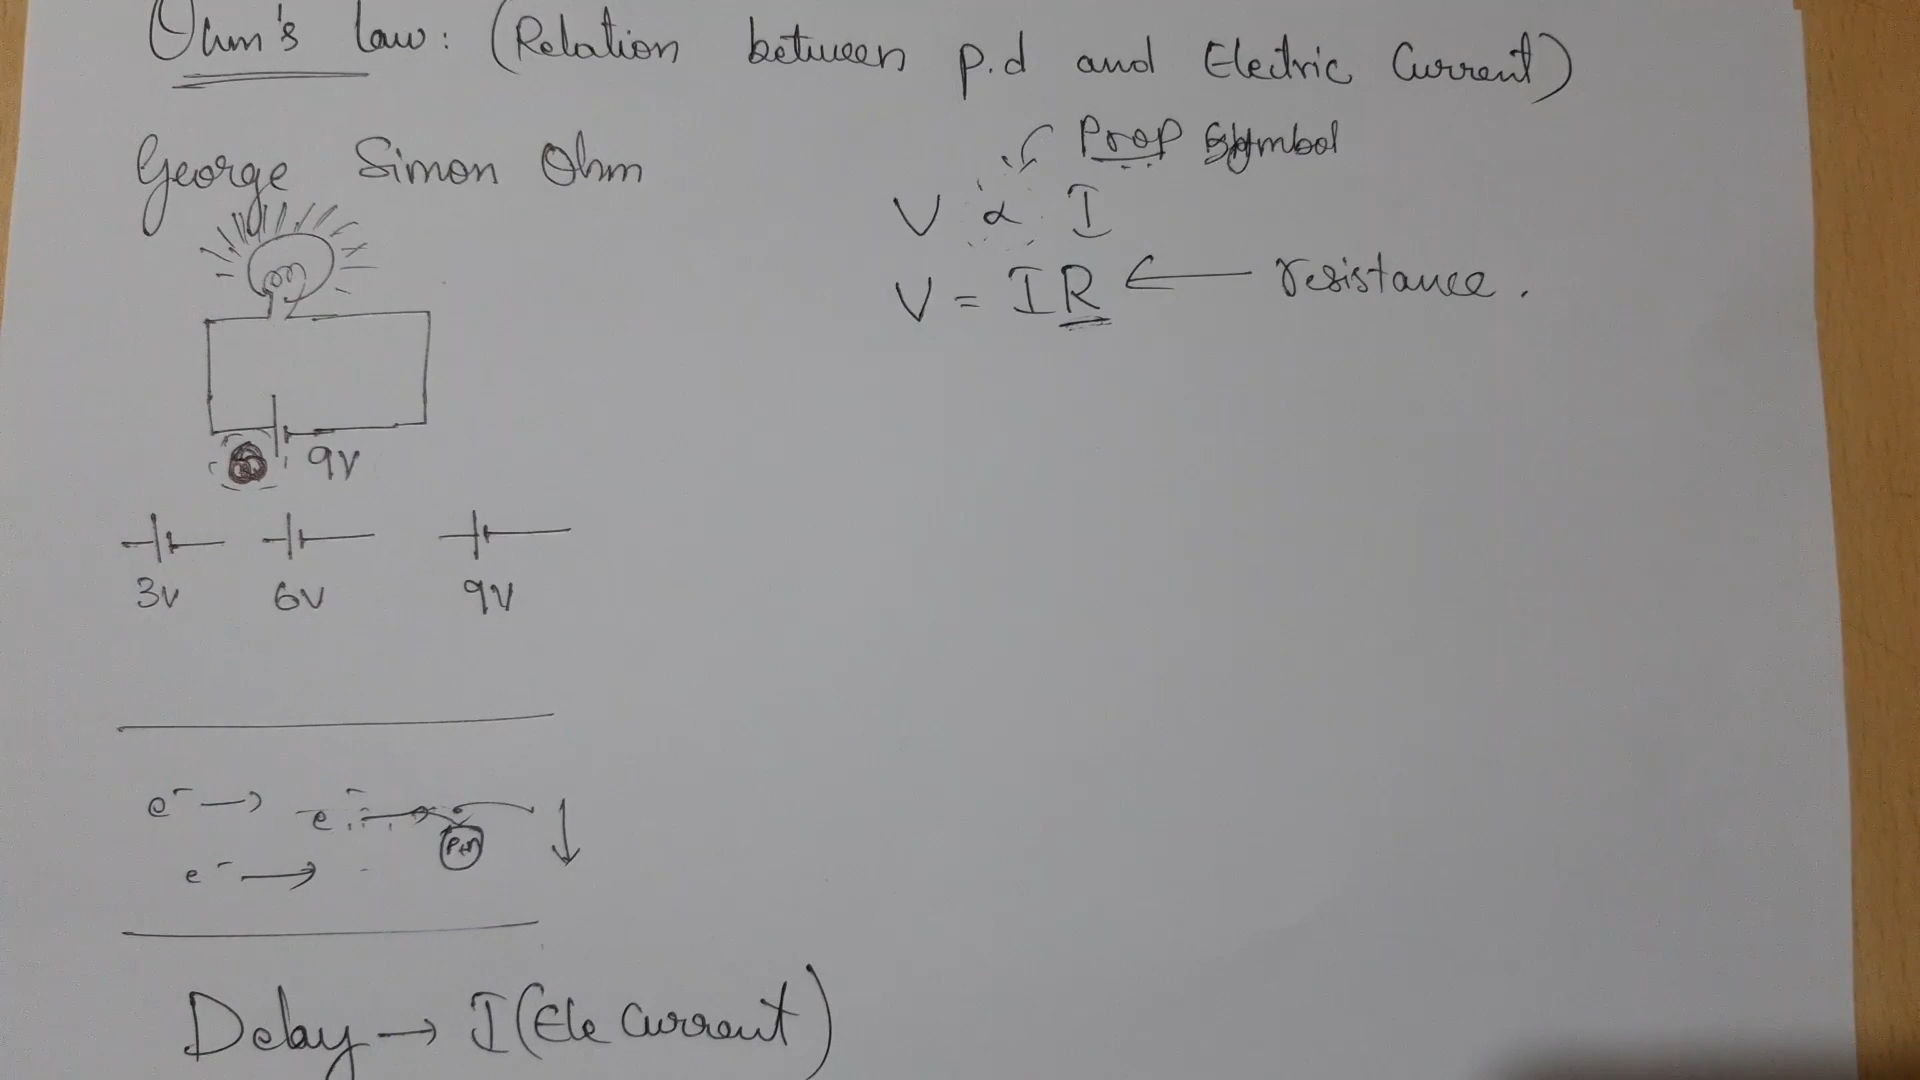 Ohm's law: (Relation between p.d and Electric Current)
George Simon Ohm
Prop Symbol
V ∝ I
V = IR ← resistance.
9V
3V 6V 9V
e⁻ → e⁻ →
P+n
e⁻ →
Delay → I (Ele Current)